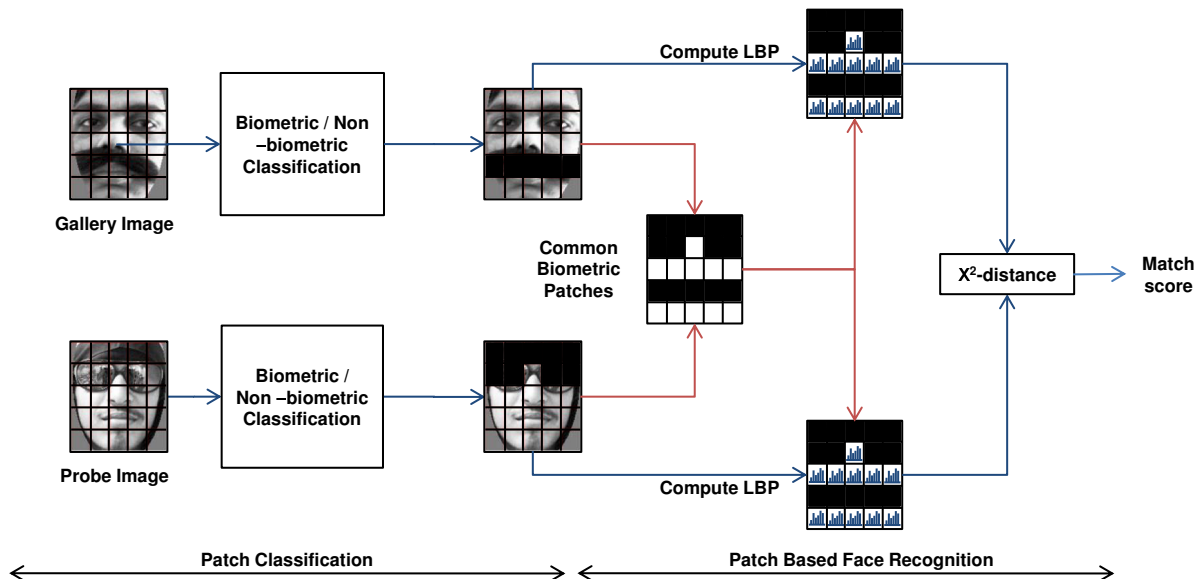 Compute LBP
Biometric / Non
–biometric
Classification
Gallery Image
Common
Biometric
Patches
X²-distance
Match
score
Biometric /
Non –biometric
Classification
Probe Image
Compute LBP
Patch Classification
Patch Based Face Recognition